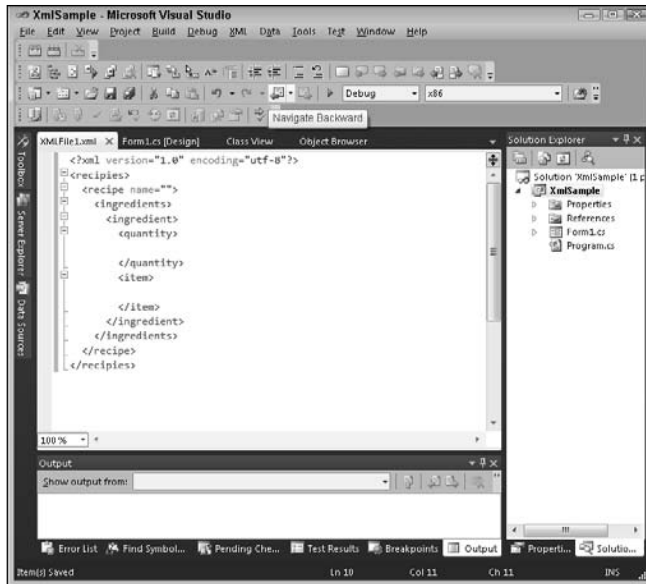 XmlSample - Microsoft Visual Studio
File Edit View Project Build Debug XML Data Tools Test Window Help
Debug x86
Navigate Backward
XMLFile1.xml Form1.cs [Design] Class View Object Browser
Toolbox
Server Explorer
Data Sources
<?xml version="1.0" encoding="utf-8"?>
<recipies>
<recipe name="">
<ingredients>
<ingredient>
<quantity>
</quantity>
<item>
</item>
</ingredient>
</ingredients>
</recipe>
</recipies>
100 %
Solution Explorer
Solution 'XmlSample' (1 p
XmlSample
Properties
References
Form1.cs
Program.cs
Output
Show output from:
Error List Find Symbol... Pending Che... Test Results Breakpoints Output Properti... Solutio...
Item(s) Saved Ln 10 Col 11 Ch 11 INS